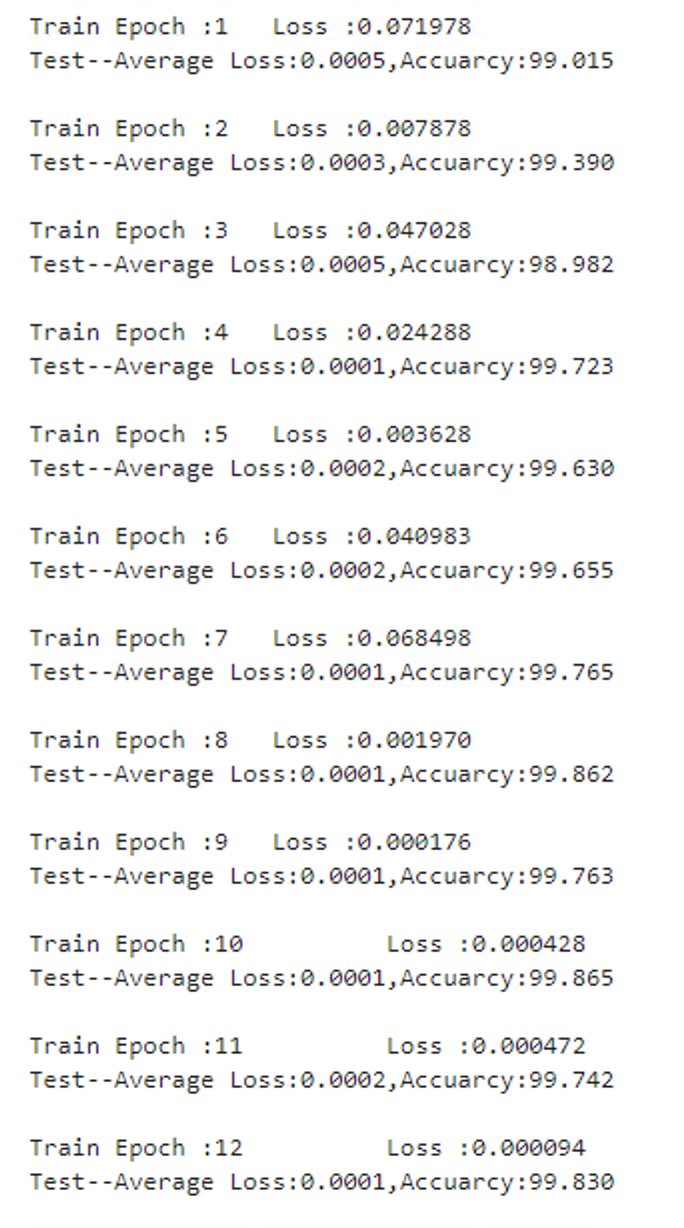 Train Epoch :1   Loss :0.071978
Test--Average Loss:0.0005,Accuarcy:99.015
Train Epoch :2   Loss :0.007878
Test--Average Loss:0.0003,Accuarcy:99.390
Train Epoch :3   Loss :0.047028
Test--Average Loss:0.0005,Accuarcy:98.982
Train Epoch :4   Loss :0.024288
Test--Average Loss:0.0001,Accuarcy:99.723
Train Epoch :5   Loss :0.003628
Test--Average Loss:0.0002,Accuarcy:99.630
Train Epoch :6   Loss :0.040983
Test--Average Loss:0.0002,Accuarcy:99.655
Train Epoch :7   Loss :0.068498
Test--Average Loss:0.0001,Accuarcy:99.765
Train Epoch :8   Loss :0.001970
Test--Average Loss:0.0001,Accuarcy:99.862
Train Epoch :9   Loss :0.000176
Test--Average Loss:0.0001,Accuarcy:99.763
Train Epoch :10          Loss :0.000428
Test--Average Loss:0.0001,Accuarcy:99.865
Train Epoch :11          Loss :0.000472
Test--Average Loss:0.0002,Accuarcy:99.742
Train Epoch :12          Loss :0.000094
Test--Average Loss:0.0001,Accuarcy:99.830